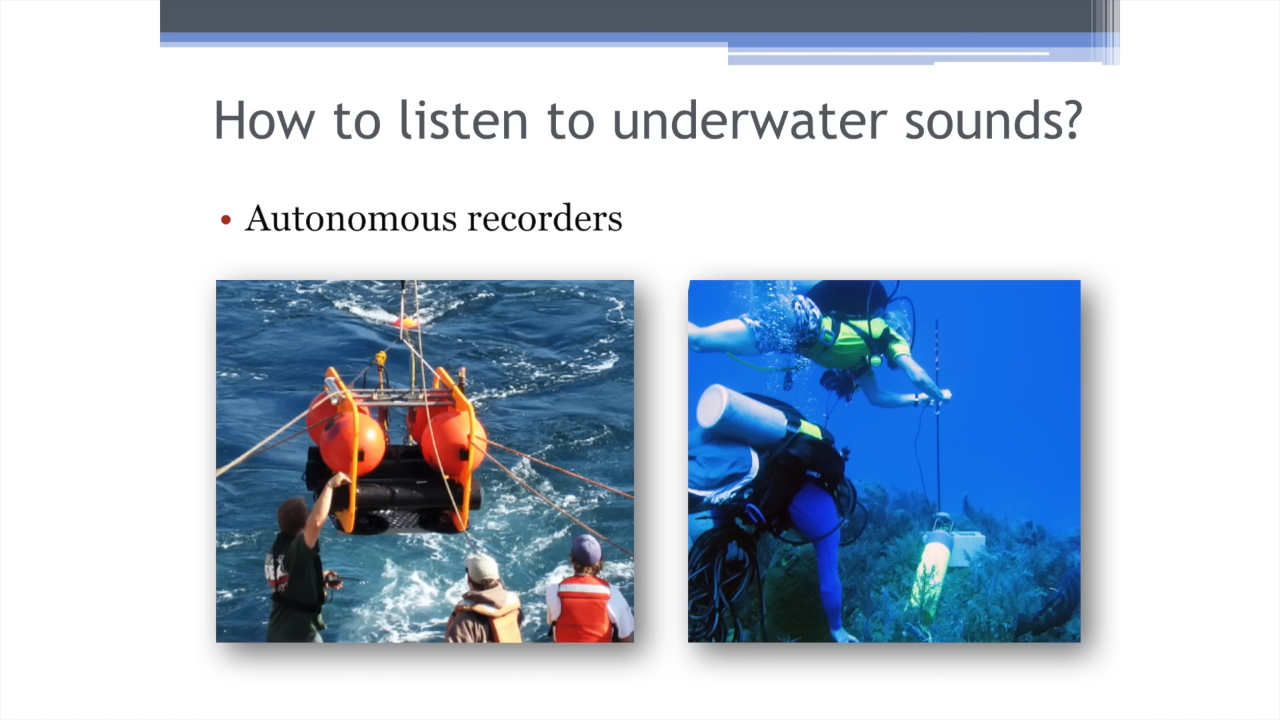 How to listen to underwater sounds?
• Autonomous recorders